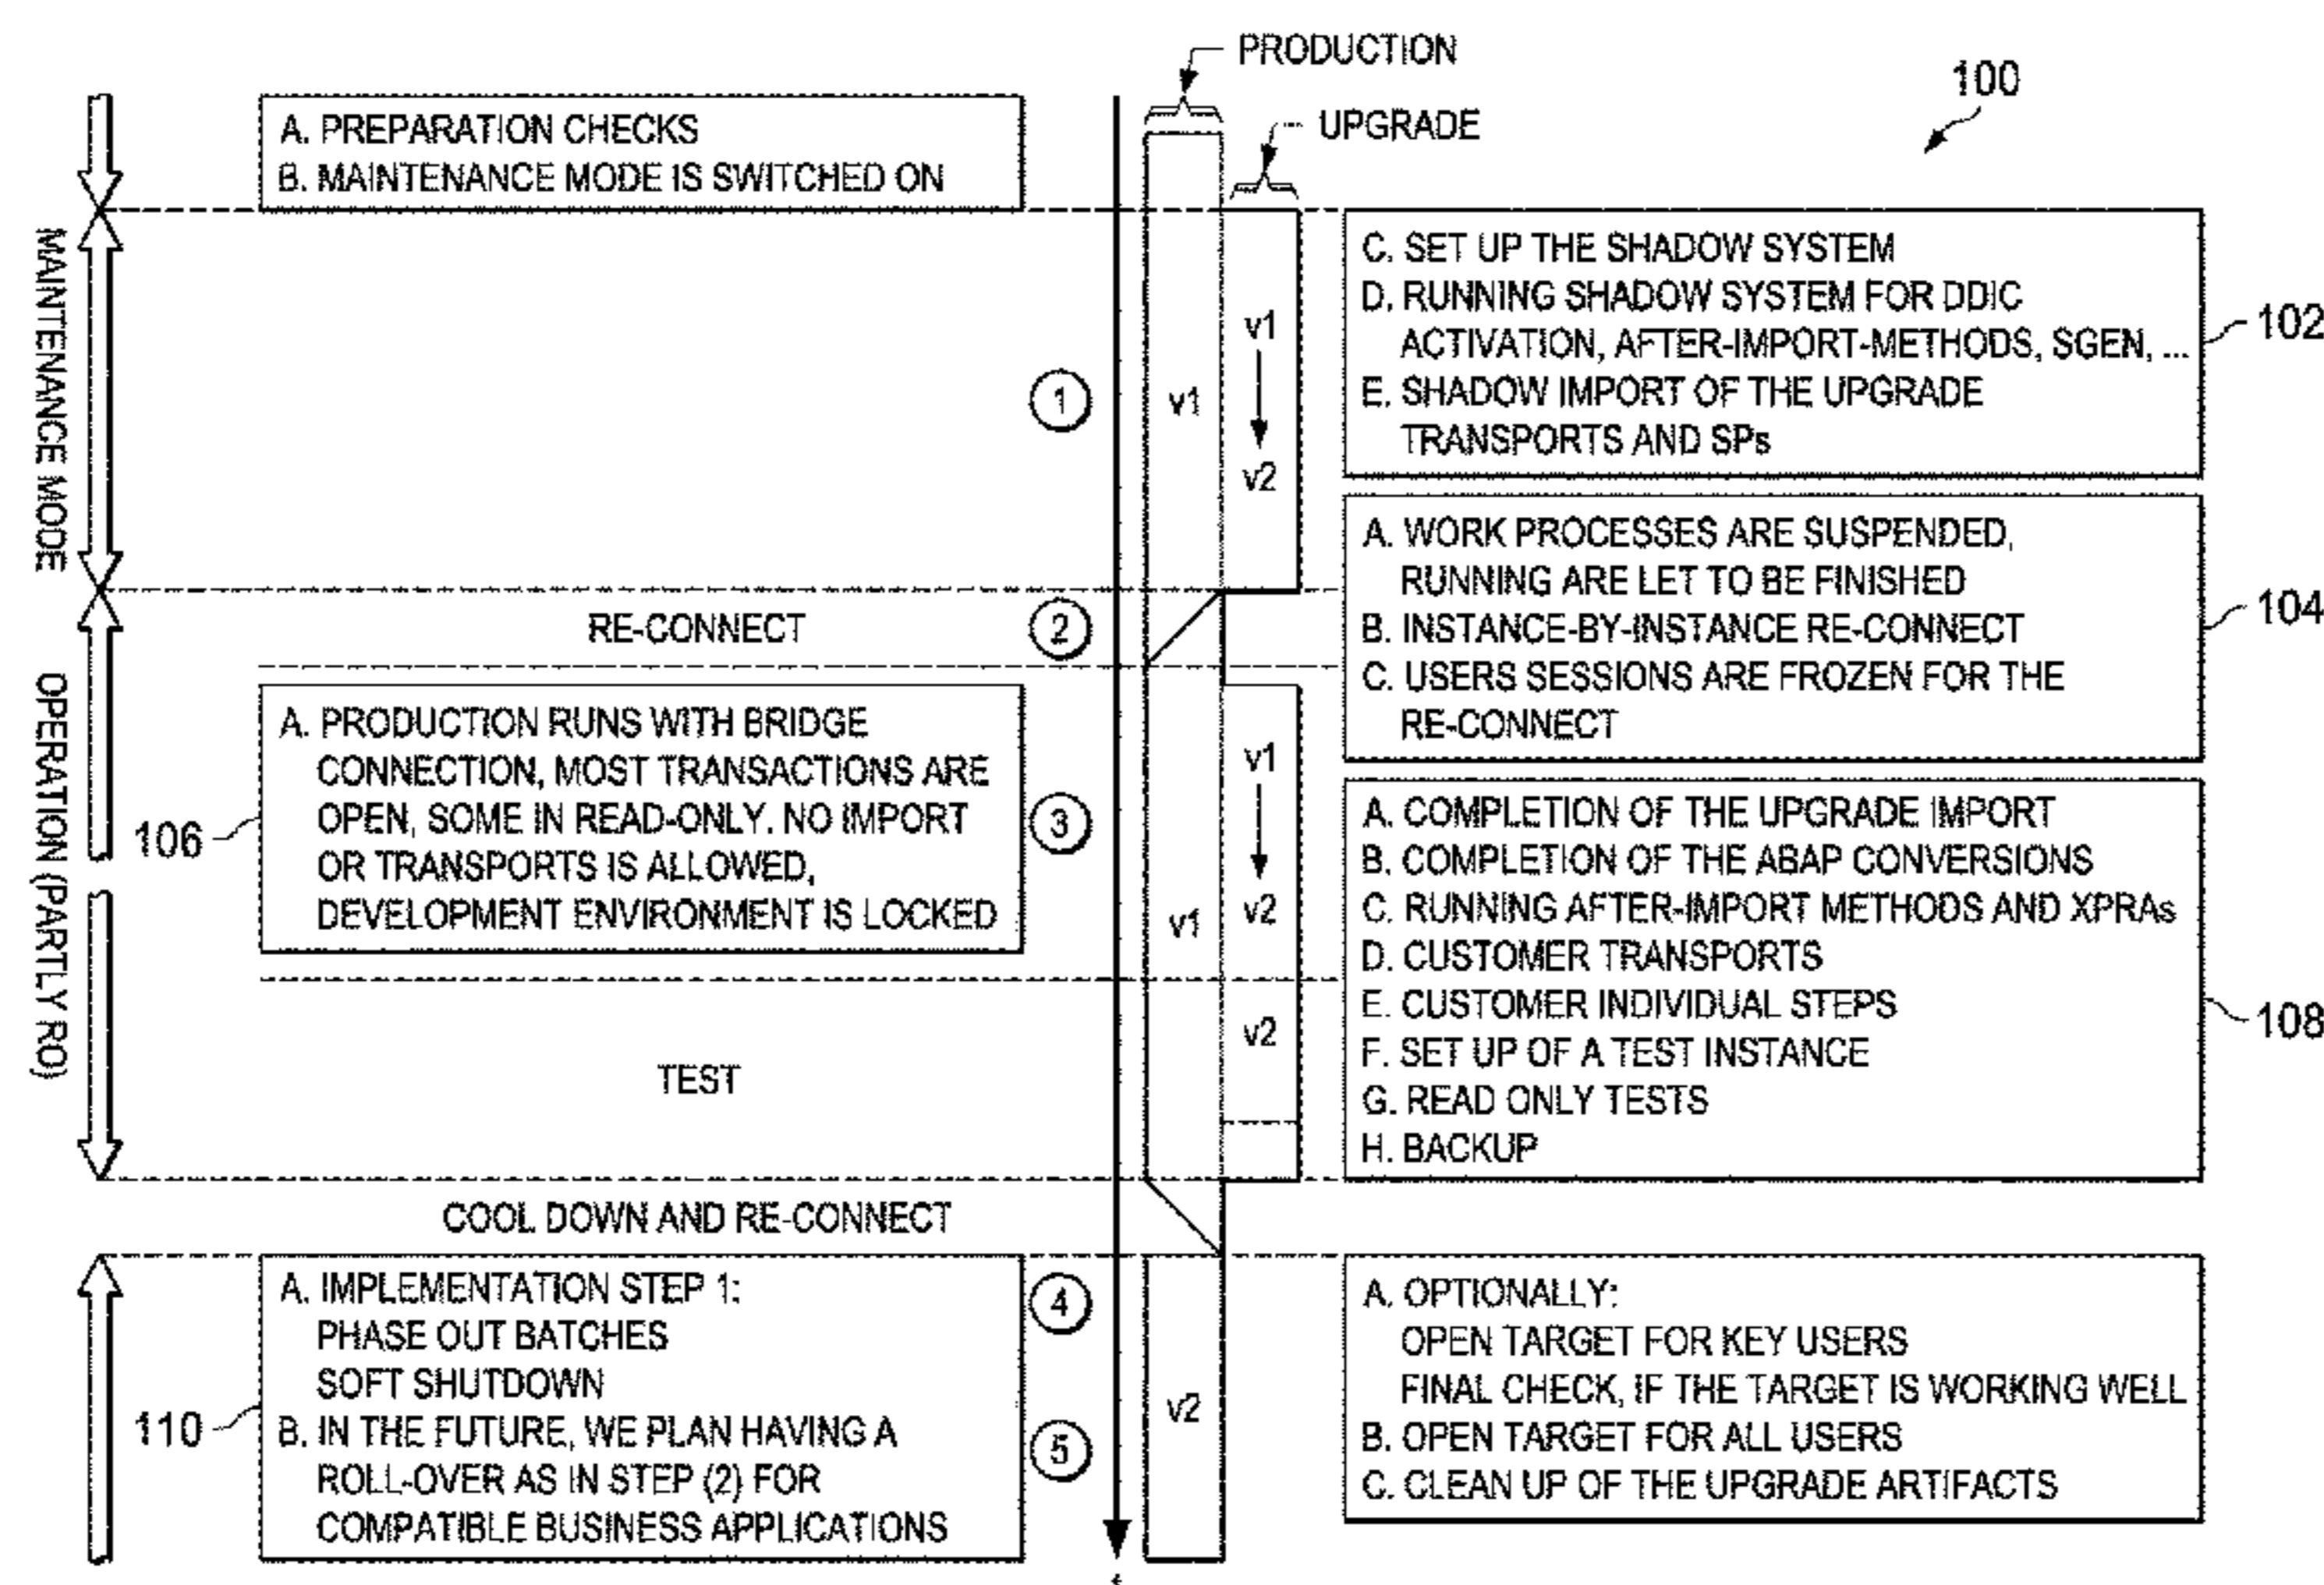 PRODUCTION
100
UPGRADE
A. PREPARATION CHECKS
B. MAINTENANCE MODE IS SWITCHED ON
MAINTENANCE MODE
1
v1
v1
v2
C. SET UP THE SHADOW SYSTEM
D. RUNNING SHADOW SYSTEM FOR DDIC
ACTIVATION, AFTER-IMPORT-METHODS, SGEN, ...
E. SHADOW IMPORT OF THE UPGRADE
TRANSPORTS AND SPs
102
RE-CONNECT
2
A. WORK PROCESSES ARE SUSPENDED,
RUNNING ARE LET TO BE FINISHED
B. INSTANCE-BY-INSTANCE RE-CONNECT
C. USERS SESSIONS ARE FROZEN FOR THE
RE-CONNECT
104
OPERATION (PARTLY RO)
106
A. PRODUCTION RUNS WITH BRIDGE
CONNECTION, MOST TRANSACTIONS ARE
OPEN, SOME IN READ-ONLY. NO IMPORT
OR TRANSPORTS IS ALLOWED,
DEVELOPMENT ENVIRONMENT IS LOCKED
3
v1
v1
v2
v2
TEST
A. COMPLETION OF THE UPGRADE IMPORT
B. COMPLETION OF THE ABAP CONVERSIONS
C. RUNNING AFTER-IMPORT METHODS AND XPRAs
D. CUSTOMER TRANSPORTS
E. CUSTOMER INDIVIDUAL STEPS
F. SET UP OF A TEST INSTANCE
G. READ ONLY TESTS
H. BACKUP
108
COOL DOWN AND RE-CONNECT
110
A. IMPLEMENTATION STEP 1:
PHASE OUT BATCHES
SOFT SHUTDOWN
B. IN THE FUTURE, WE PLAN HAVING A
ROLL-OVER AS IN STEP (2) FOR
COMPATIBLE BUSINESS APPLICATIONS
4
5
v2
A. OPTIONALLY:
OPEN TARGET FOR KEY USERS
FINAL CHECK, IF THE TARGET IS WORKING WELL
B. OPEN TARGET FOR ALL USERS
C. CLEAN UP OF THE UPGRADE ARTIFACTS